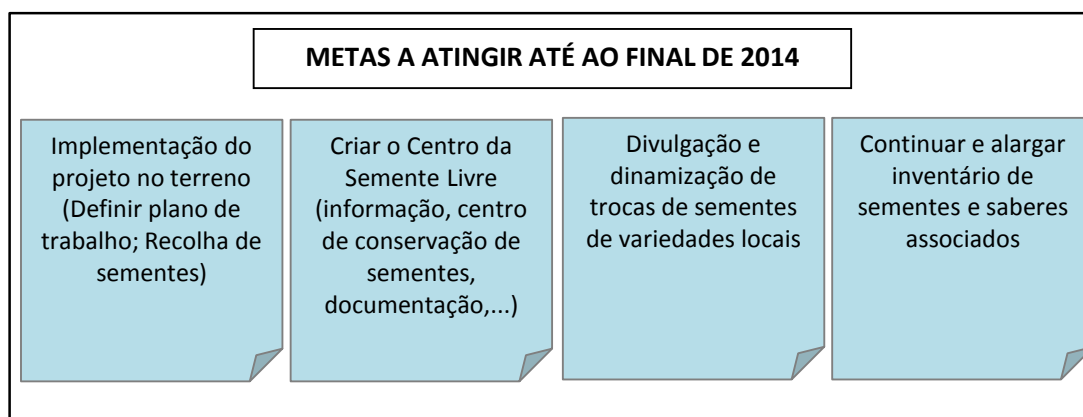 METAS A ATINGIR ATÉ AO FINAL DE 2014
Implementação do
projeto no terreno
(Definir plano de
trabalho; Recolha de
sementes)
Criar o Centro da
Semente Livre
(informação, centro
de conservação de
sementes,
documentação,...)
Divulgação e
dinamização de
trocas de sementes
de variedades locais
Continuar e alargar
inventário de
sementes e saberes
associados